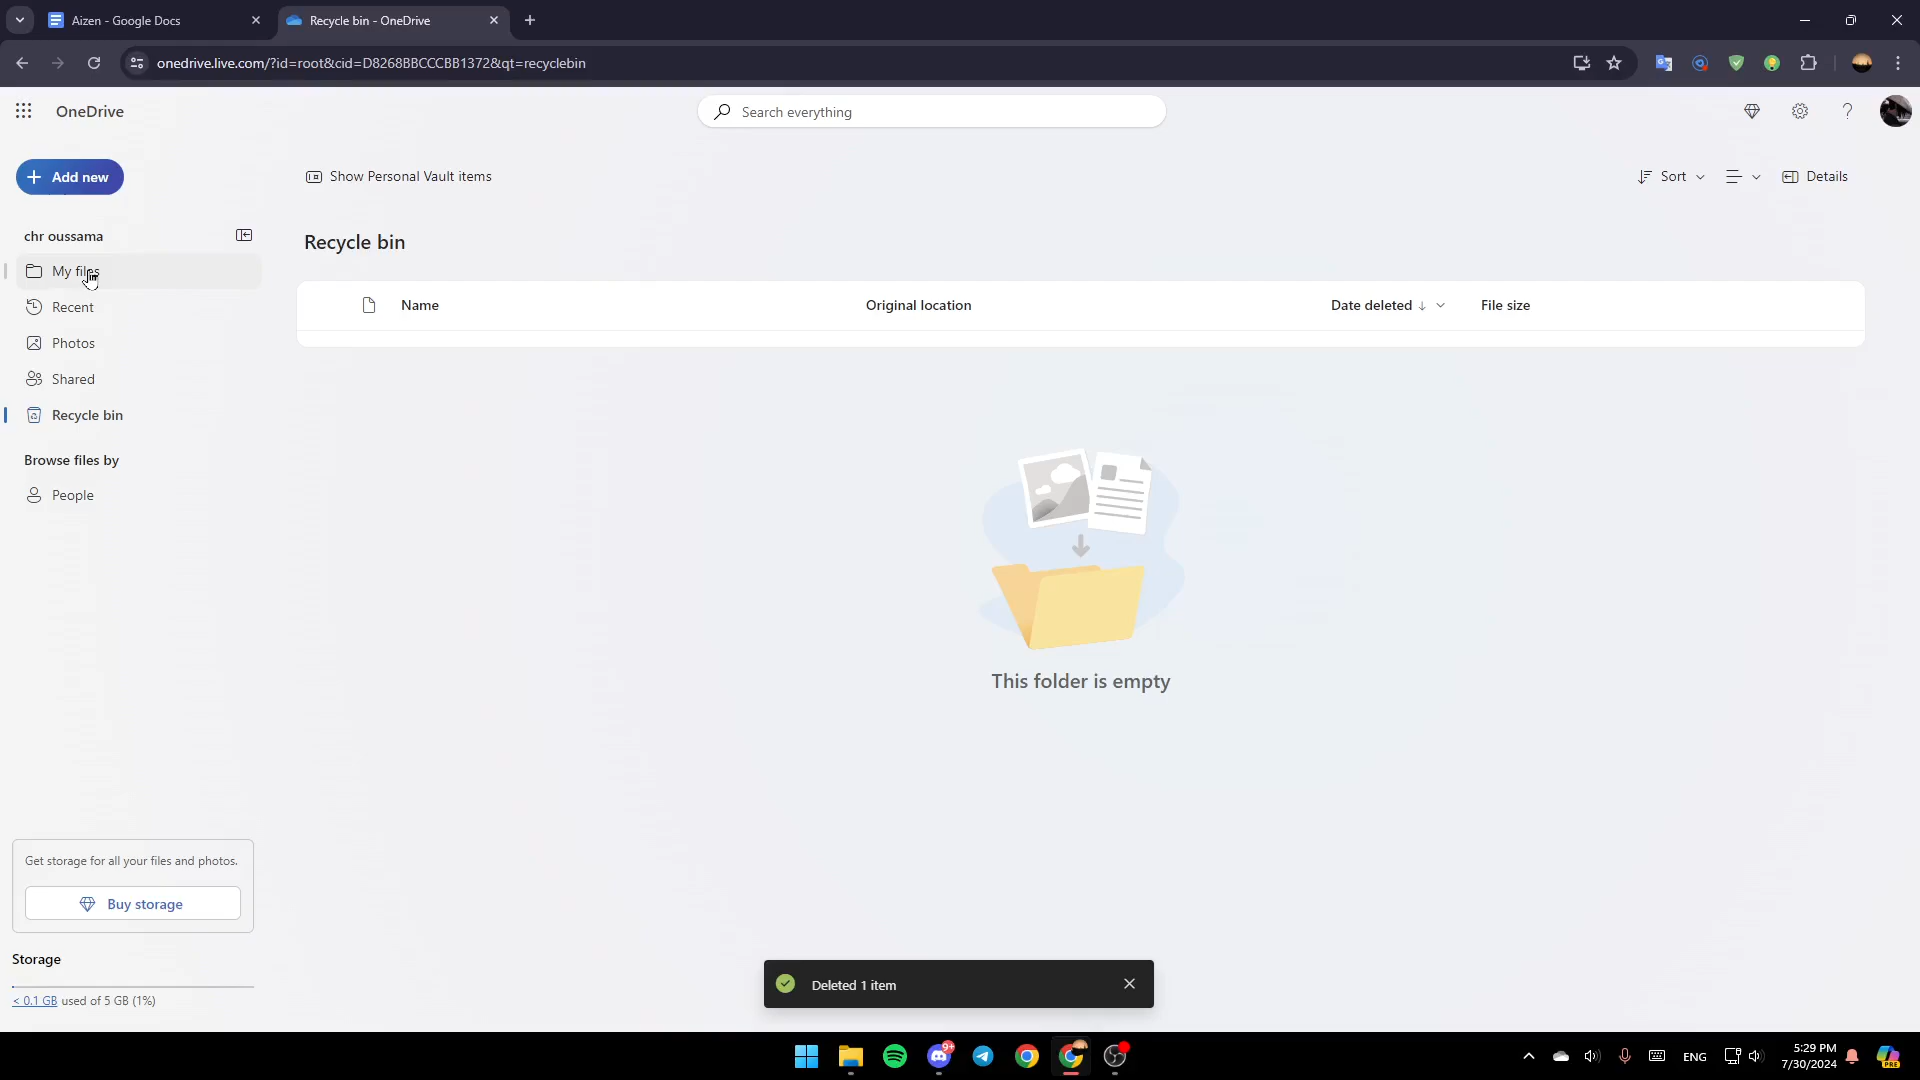 Aizen - Google Docs
Recycle bin - OneDrive
onedrive.live.com/?id=root&cid=D8268BBCCCBB1372&qt=recyclebin
OneDrive
Search everything
Add new
Show Personal Vault items
Sort
Details
chr oussama
Recycle bin
My files
Recent
Photos
Shared
Recycle bin
Browse files by
People
Name
Original location
Date deleted
File size
This folder is empty
Get storage for all your files and photos.
Buy storage
Storage
< 0.1 GB used of 5 GB (1%)
Deleted 1 item
9+
ENG
5:29 PM
7/30/2024
PRE